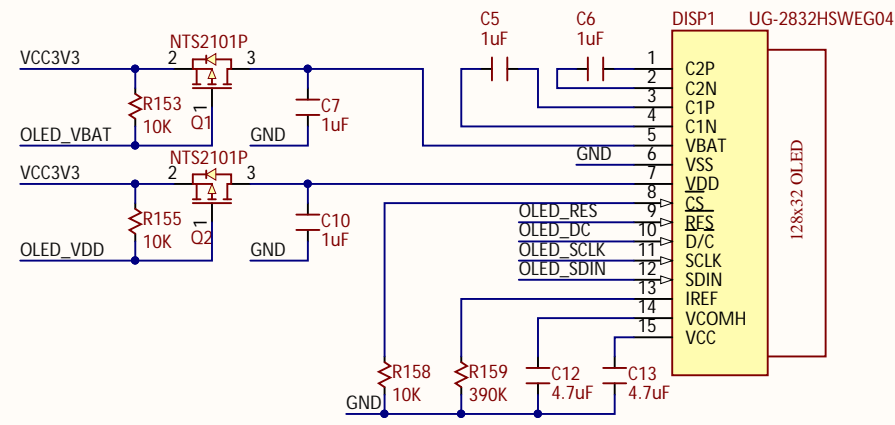 C5
1uF
C6
1uF
DISP1
UG-2832HSWEG04
VCC3V3
NTS2101P
2
3
1
R153
10K
Q1
C7
1uF
OLED_VBAT
GND
VCC3V3
NTS2101P
2
3
1
R155
10K
Q2
C10
1uF
OLED_VDD
GND
1
C2P
2
C2N
3
C1P
4
C1N
5
VBAT
GND
6
VSS
7
VDD
8
CS
OLED_RES
9
RES
OLED_DC
10
D/C
OLED_SCLK
11
SCLK
OLED_SDIN
12
SDIN
13
IREF
14
VCOMH
15
VCC
128x32 OLED
R158
10K
R159
390K
C12
4.7uF
C13
4.7uF
GND